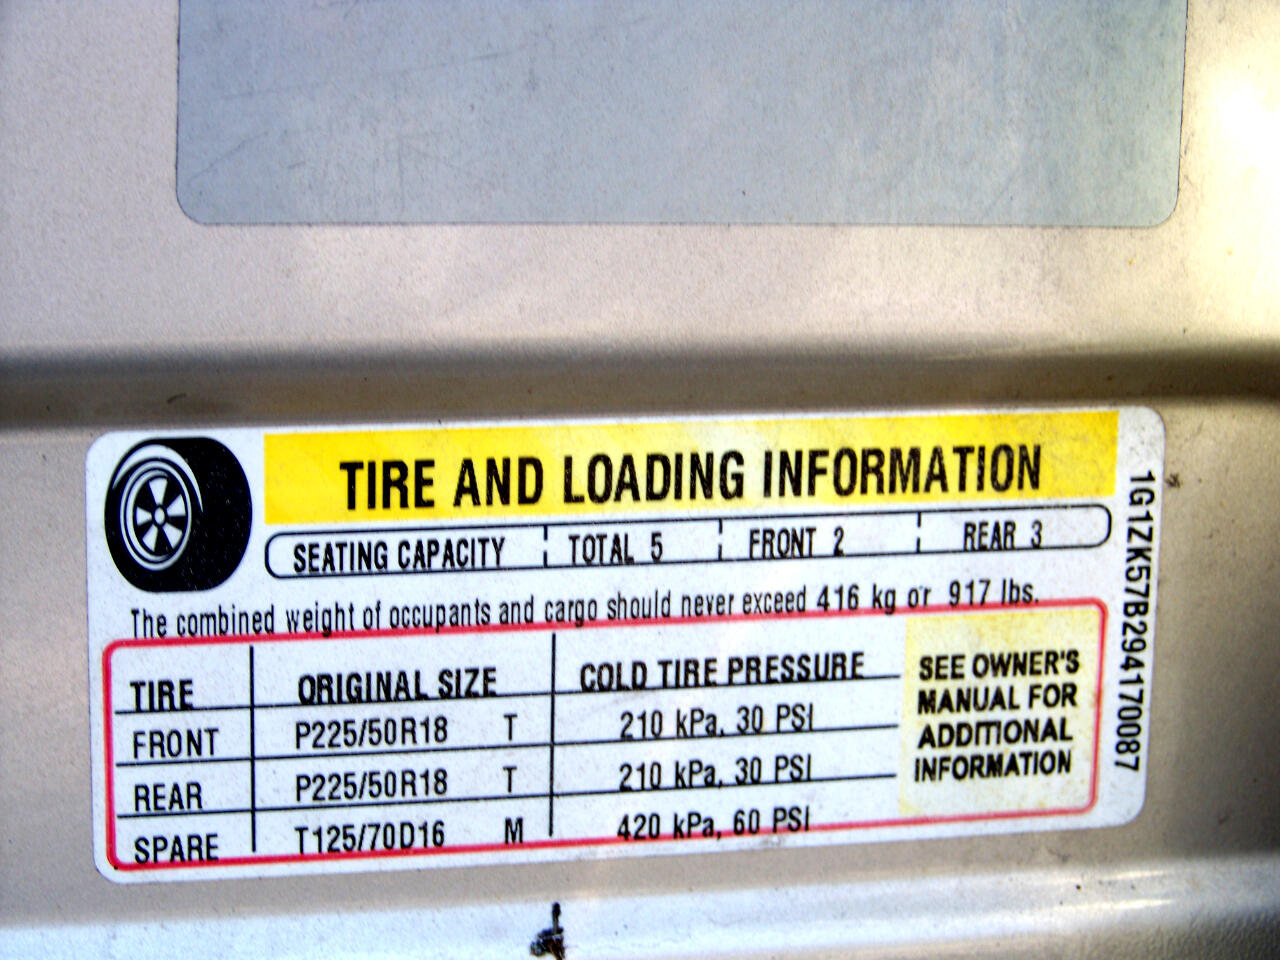 TIRE AND LOADING INFORMATION
SEATING CAPACITY TOTAL 5 FRONT 2 REAR 3
The combined weight of occupants and cargo should never exceed 416 kg or 917 lbs.
TIRE ORIGINAL SIZE COLD TIRE PRESSURE
FRONT P225/50R18 T 210 kPa, 30 PSI
REAR P225/50R18 T 210 kPa, 30 PSI
SPARE T125/70D16 M 420 kPa, 60 PSI
SEE OWNER'S
MANUAL FOR
ADDITIONAL
INFORMATION
1G1ZK57B294170087